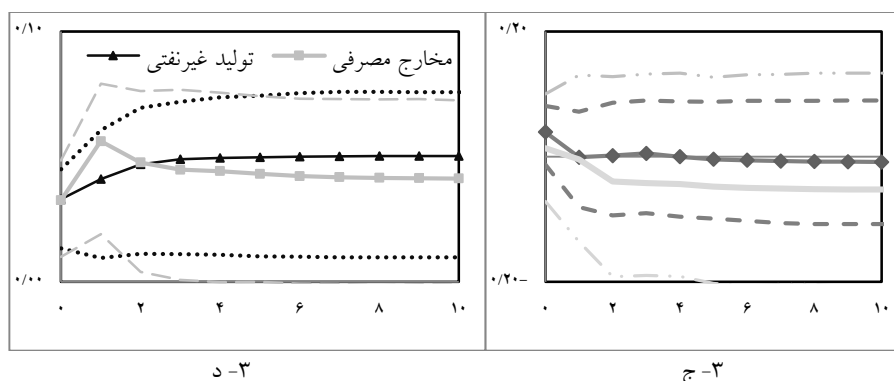 ۰/۲۰
۰/۲۰-
۰ ۲ ۴ ۶ ۸ ۱۰
۳- ج
۰/۱۰
تولید غیرنفتی مخارج مصرفی
۰/۰۰
۰ ۲ ۴ ۶ ۸ ۱۰
۳- د